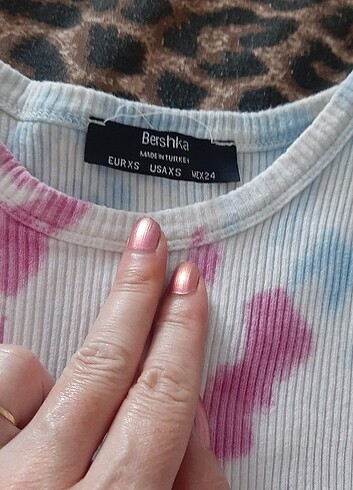 Bershka
MADE IN TURKEY
EUR XS USA XS MEX 24